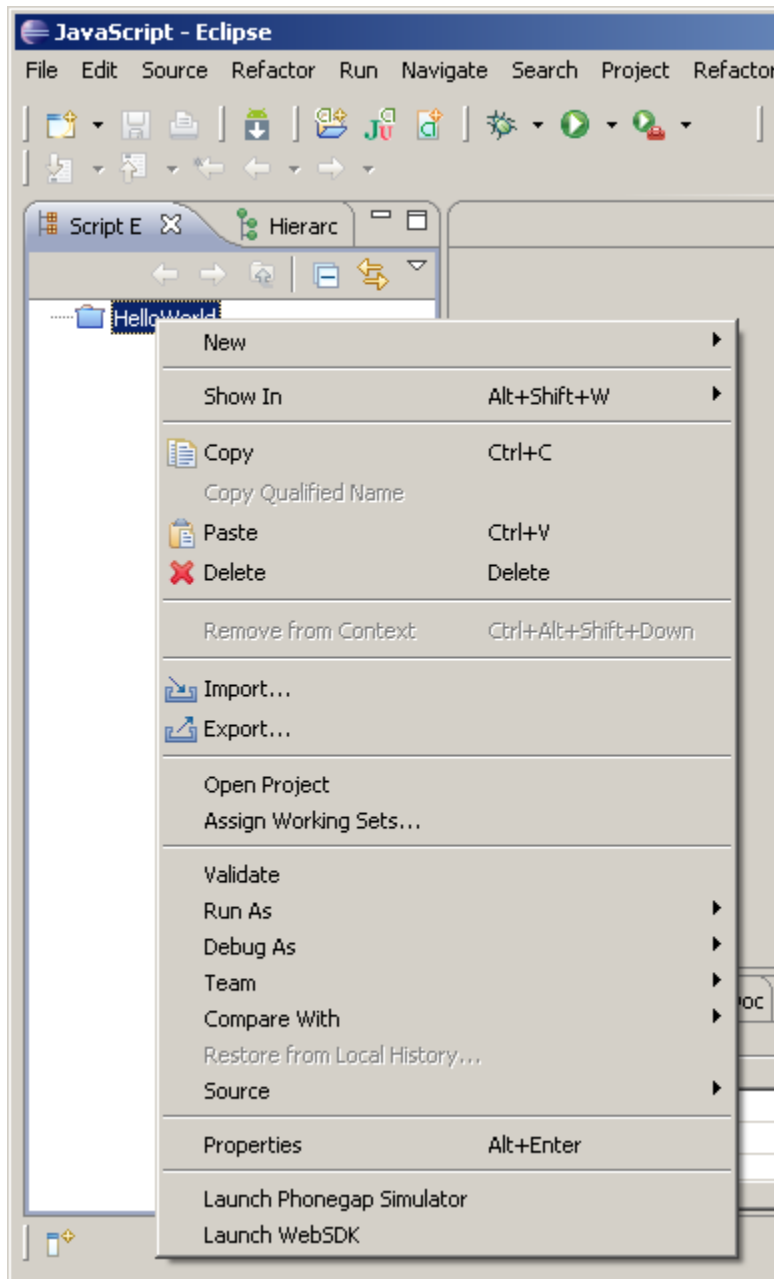 JavaScript - Eclipse
File Edit Source Refactor Run Navigate Search Project Refactor
Script E Hierarc
HelloWorld
New
Show In Alt+Shift+W
Copy Ctrl+C
Copy Qualified Name
Paste Ctrl+V
Delete Delete
Remove from Context Ctrl+Alt+Shift+Down
Import...
Export...
Open Project
Assign Working Sets...
Validate
Run As
Debug As
Team
Compare With
oc
Restore from Local History...
Source
Properties Alt+Enter
Launch Phonegap Simulator
Launch WebSDK